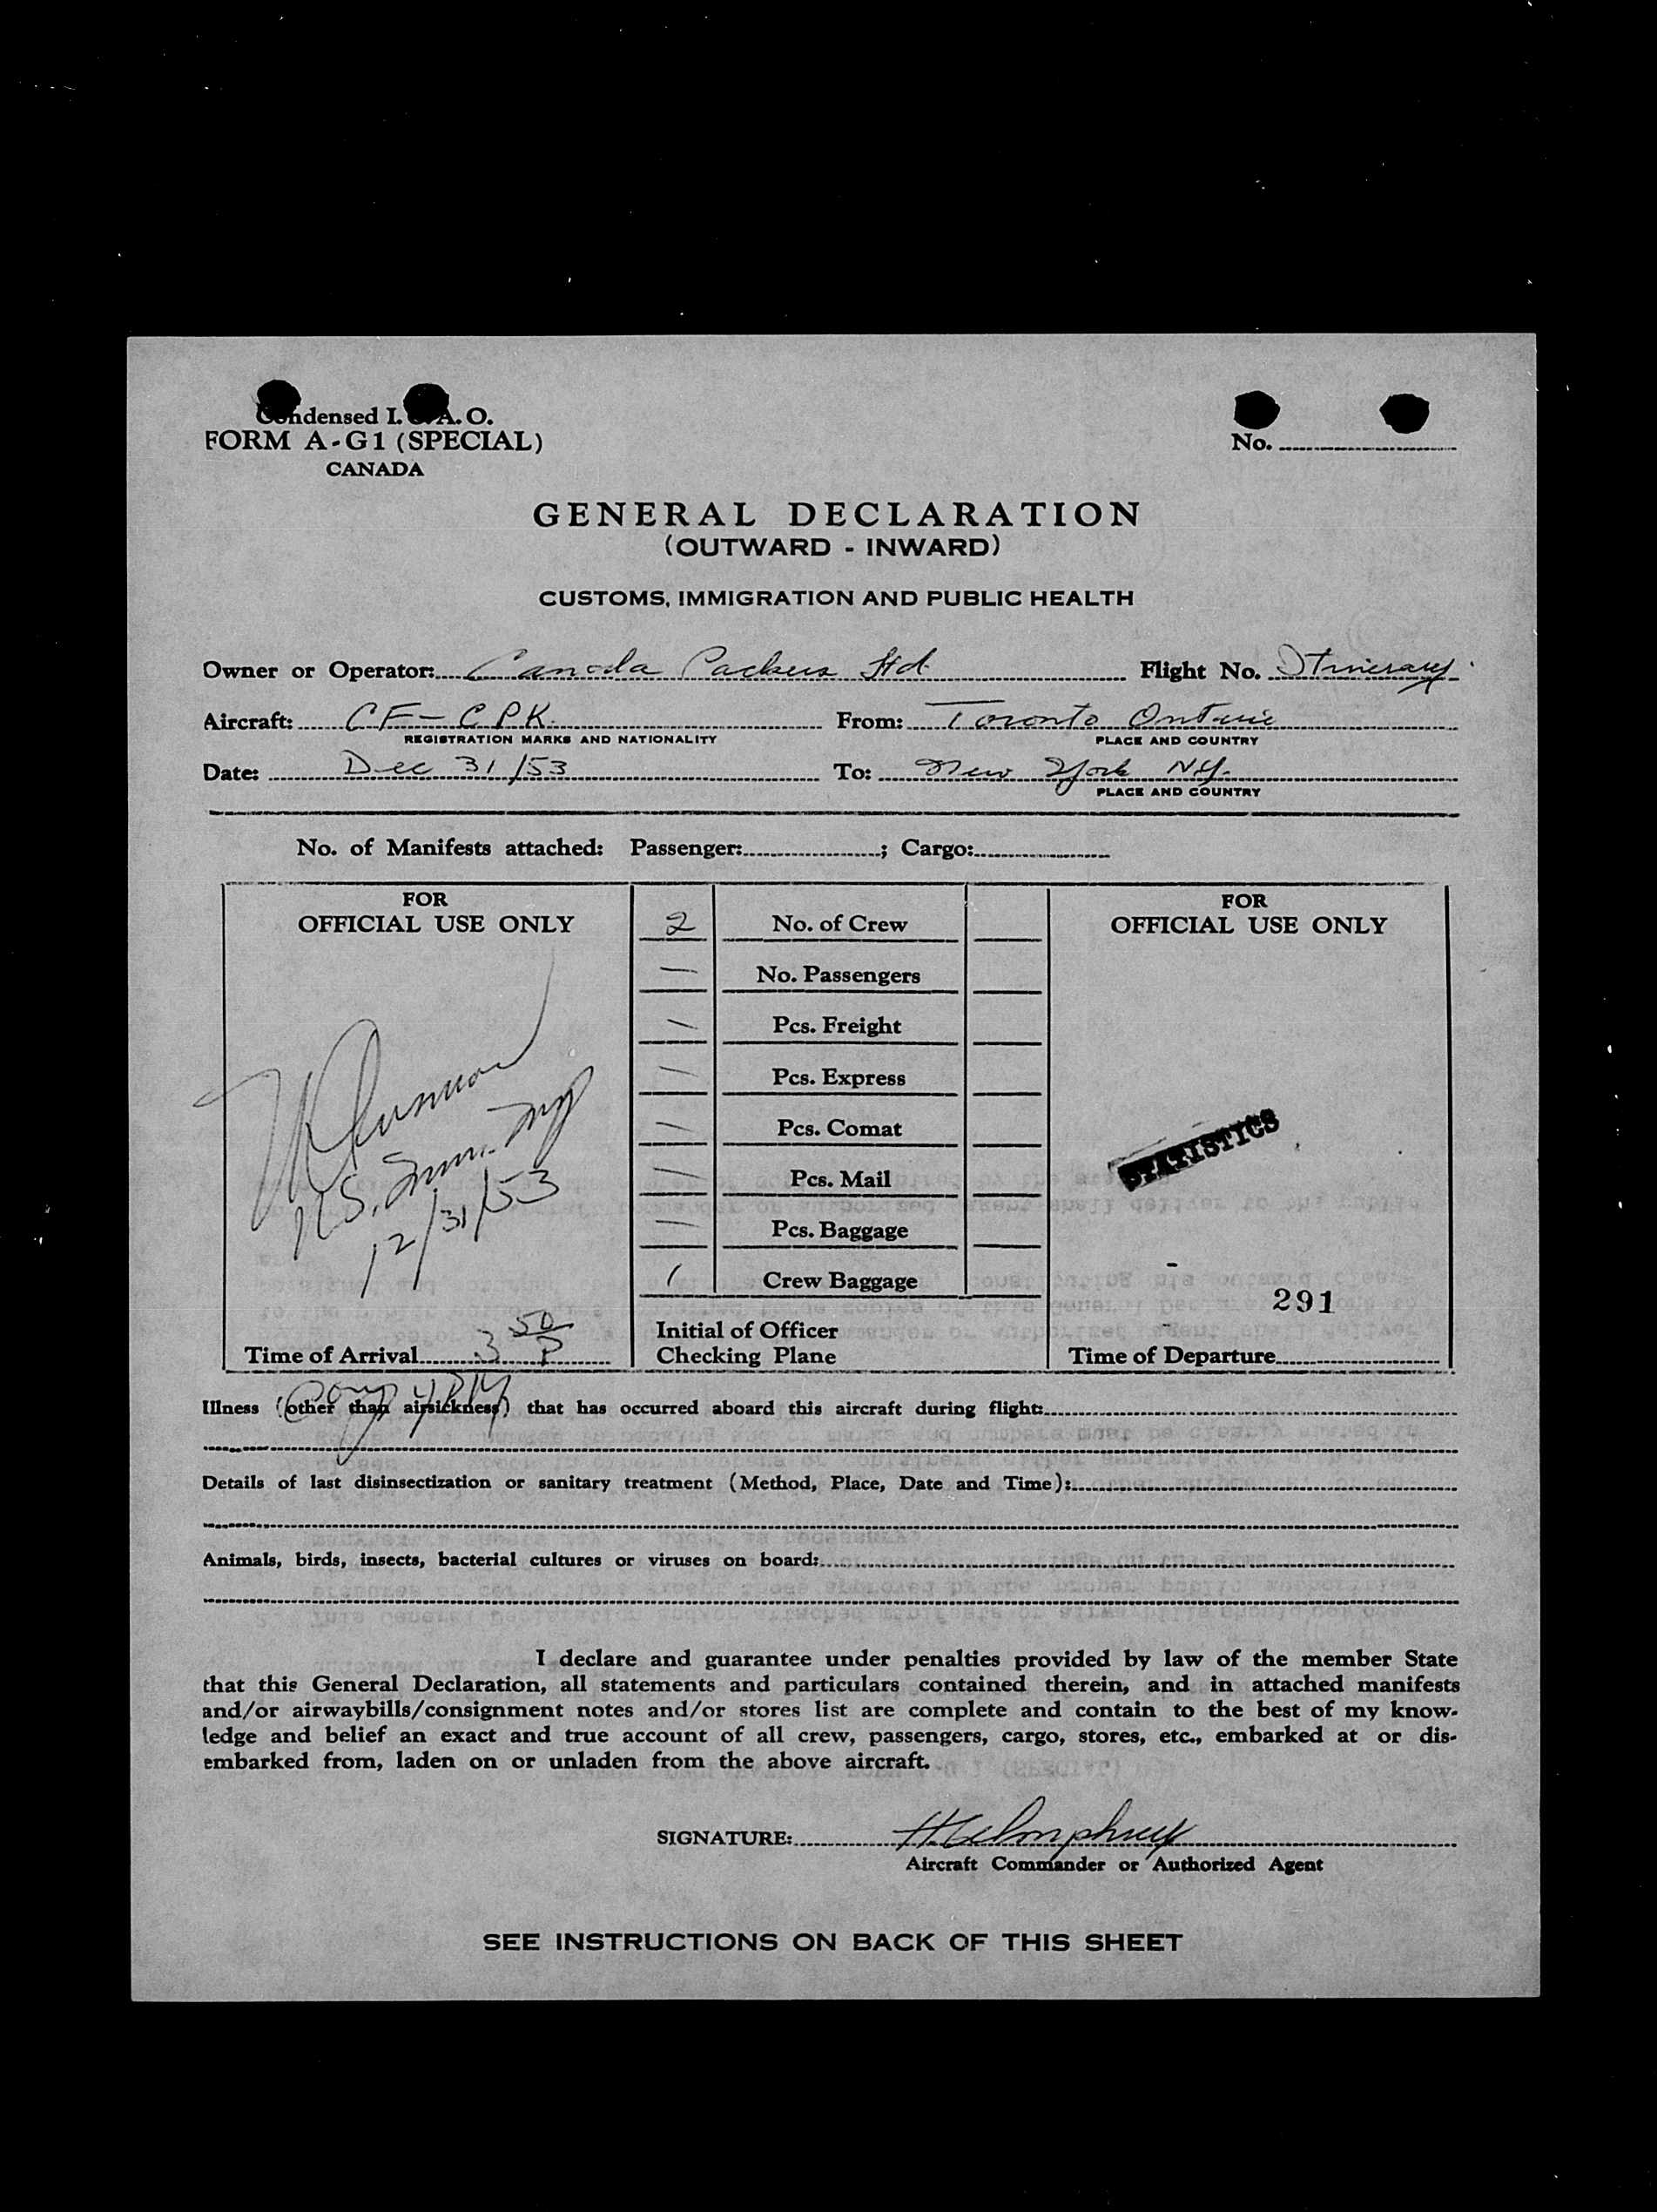 Condensed I.C.A.O.
FORM A-G1 (SPECIAL)
CANADA
No.
GENERAL DECLARATION
(OUTWARD - INWARD)
CUSTOMS, IMMIGRATION AND PUBLIC HEALTH
Owner or Operator: Canada Packers Ltd. Flight No. Itinerary
Aircraft: CF-CPK From: Toronto Ontario
REGISTRATION MARKS AND NATIONALITY PLACE AND COUNTRY
Date: Dec 31/53 To: New York NY.
PLACE AND COUNTRY
No. of Manifests attached: Passenger: ; Cargo:
FOR
OFFICIAL USE ONLY
12/31/53
Time of Arrival 3 50 P
2 No. of Crew
— No. Passengers
— Pcs. Freight
— Pcs. Express
— Pcs. Comat
— Pcs. Mail
— Pcs. Baggage
1 Crew Baggage
Initial of Officer
Checking Plane
FOR
OFFICIAL USE ONLY
STATISTICS
291
Time of Departure
Illness (other than airsickness) that has occurred aboard this aircraft during flight:
Details of last disinsectization or sanitary treatment (Method, Place, Date and Time):
Animals, birds, insects, bacterial cultures or viruses on board:
I declare and guarantee under penalties provided by law of the member State
that this General Declaration, all statements and particulars contained therein, and in attached manifests
and/or airwaybills/consignment notes and/or stores list are complete and contain to the best of my know-
ledge and belief an exact and true account of all crew, passengers, cargo, stores, etc., embarked at or dis-
embarked from, laden on or unladen from the above aircraft.
SIGNATURE:
Aircraft Commander or Authorized Agent
SEE INSTRUCTIONS ON BACK OF THIS SHEET